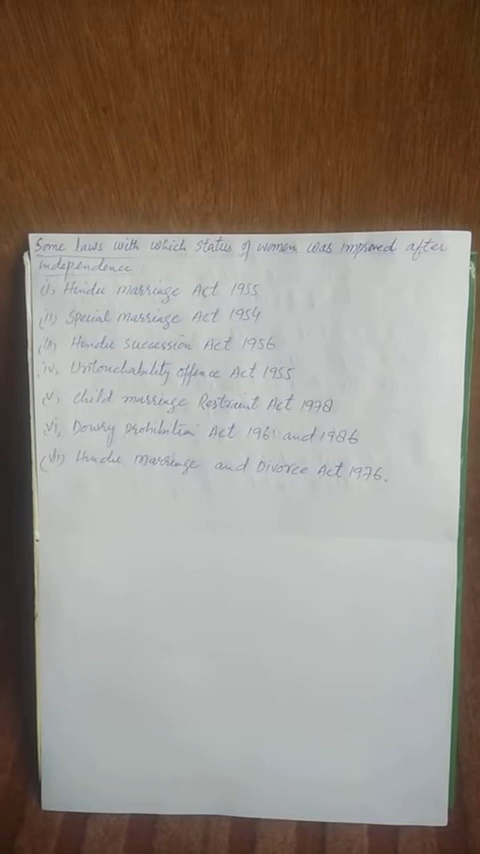 Some laws with which status of women was improved after
independence :
(i) Hindu Marriage Act 1955
(ii) Special Marriage Act 1954
(iii) Hindu Succession Act 1956
(iv) Untouchability offence Act 1955
(v) Child marriage Restraint Act 1978
(vi) Dowry prohibition Act 1961 and 1986
(vii) Hindu Marriage and Divorce Act 1976.